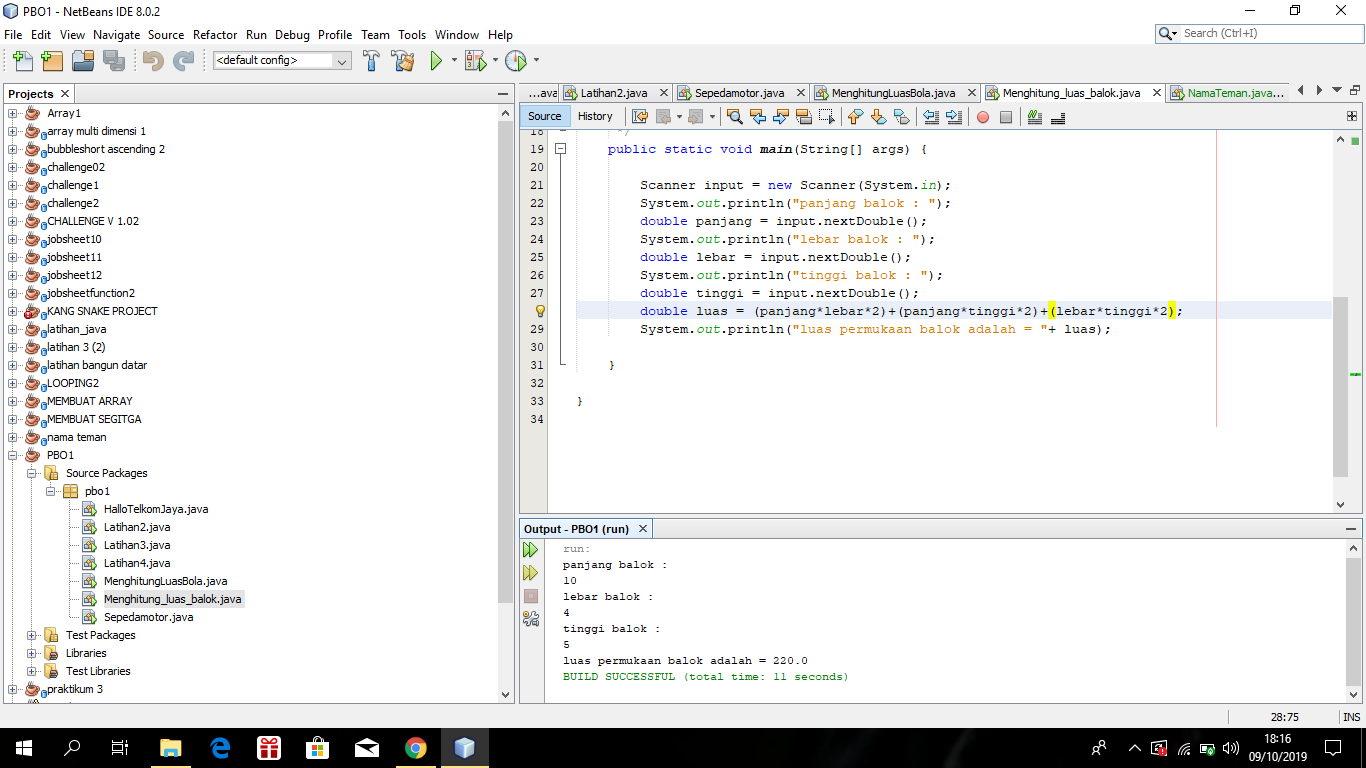 PBO1 - NetBeans IDE 8.0.2
File Edit View Navigate Source Refactor Run Debug Profile Team Tools Window Help
Search (Ctrl+I)
<default config>
Projects
Array1
array multi dimensi 1
bubbleshort ascending 2
challenge02
challenge1
challenge2
CHALLENGE V 1.02
jobsheet10
jobsheet11
jobsheet12
jobsheetfunction2
KANG SNAKE PROJECT
latihan_java
latihan 3 (2)
latihan bangun datar
LOOPING2
MEMBUAT ARRAY
MEMBUAT SEGITGA
nama teman
PBO1
Source Packages
pbo1
HalloTelkomJaya.java
Latihan2.java
Latihan3.java
Latihan4.java
MenghitungLuasBola.java
Menghitung_luas_balok.java
Sepedamotor.java
Test Packages
Libraries
Test Libraries
praktikum 3
...ava Latihan2.java Sepedamotor.java MenghitungLuasBola.java Menghitung_luas_balok.java NamaTeman.java...
Source History
18 */
19 public static void main(String[] args) {
20
21 Scanner input = new Scanner(System.in);
22 System.out.println("panjang balok : ");
23 double panjang = input.nextDouble();
24 System.out.println("lebar balok : ");
25 double lebar = input.nextDouble();
26 System.out.println("tinggi balok : ");
27 double tinggi = input.nextDouble();
double luas = (panjang*lebar*2)+(panjang*tinggi*2)+(lebar*tinggi*2);
29 System.out.println("luas permukaan balok adalah = "+ luas);
30
31 }
32
33 }
34
Output - PBO1 (run)
run:
panjang balok :
10
lebar balok :
4
tinggi balok :
5
luas permukaan balok adalah = 220.0
BUILD SUCCESSFUL (total time: 11 seconds)
28:75 INS
18:16
09/10/2019